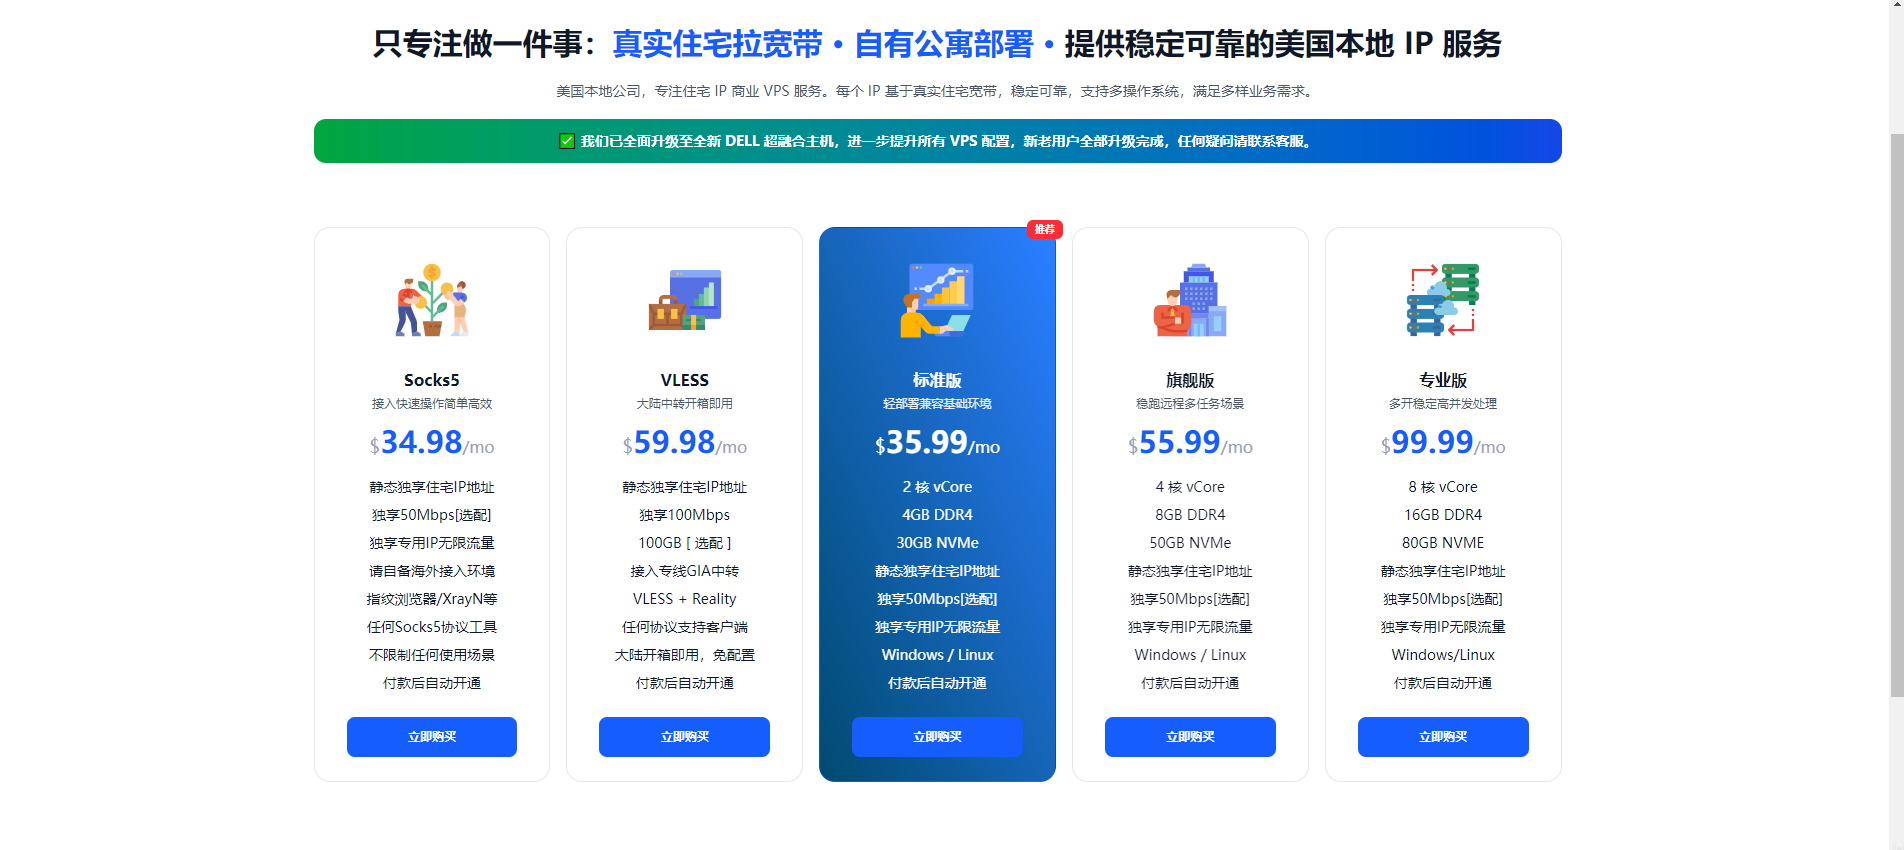 只专注做一件事：真实住宅拉宽带 • 自有公寓部署 • 提供稳定可靠的美国本地 IP 服务
美国本地公司，专注住宅 IP 商业 VPS 服务。每个 IP 基于真实住宅宽带，稳定可靠，支持多操作系统，满足多样业务需求。
✅ 我们已全面升级至全新 DELL 超融合主机，进一步提升所有 VPS 配置，新老用户全部升级完成，任何疑问请联系客服。
Socks5
接入快速操作简单高效
$34.98/mo
静态独享住宅IP地址
独享50Mbps[选配]
独享专用IP无限流量
请自备海外接入环境
指纹浏览器/XrayN等
任何Socks5协议工具
不限制任何使用场景
付款后自动开通
立即购买
VLESS
大陆中转开箱即用
$59.98/mo
静态独享住宅IP地址
独享100Mbps
100GB [ 选配 ]
接入专线GIA中转
VLESS + Reality
任何协议支持客户端
大陆开箱即用，免配置
付款后自动开通
立即购买
推荐
标准版
轻部署兼容基础环境
$35.99/mo
2 核 vCore
4GB DDR4
30GB NVMe
静态独享住宅IP地址
独享50Mbps[选配]
独享专用IP无限流量
Windows / Linux
付款后自动开通
立即购买
旗舰版
稳跑远程多任务场景
$55.99/mo
4 核 vCore
8GB DDR4
50GB NVMe
静态独享住宅IP地址
独享50Mbps[选配]
独享专用IP无限流量
Windows / Linux
付款后自动开通
立即购买
专业版
多开稳定高并发处理
$99.99/mo
8 核 vCore
16GB DDR4
80GB NVME
静态独享住宅IP地址
独享50Mbps[选配]
独享专用IP无限流量
Windows/Linux
付款后自动开通
立即购买